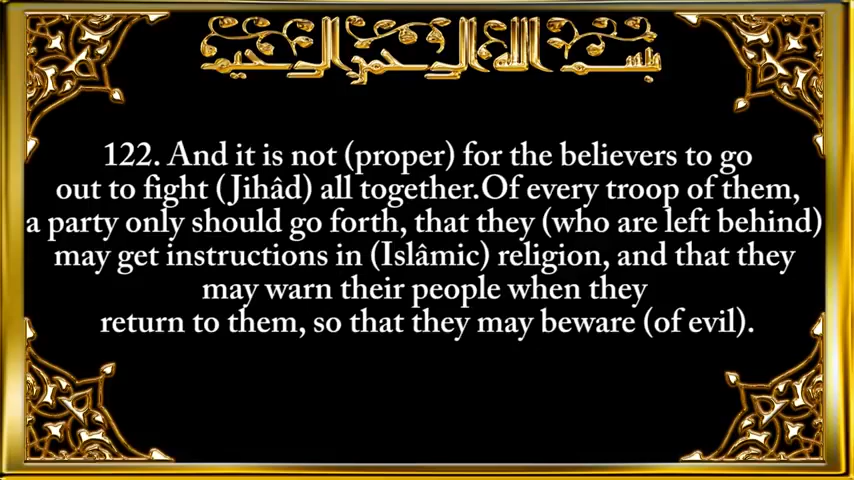 بسم الله الرحمن الرحيم
122. And it is not (proper) for the believers to go
out to fight (Jihâd) all together.Of every troop of them,
a party only should go forth, that they (who are left behind)
may get instructions in (Islâmic) religion, and that they
may warn their people when they
return to them, so that they may beware (of evil).